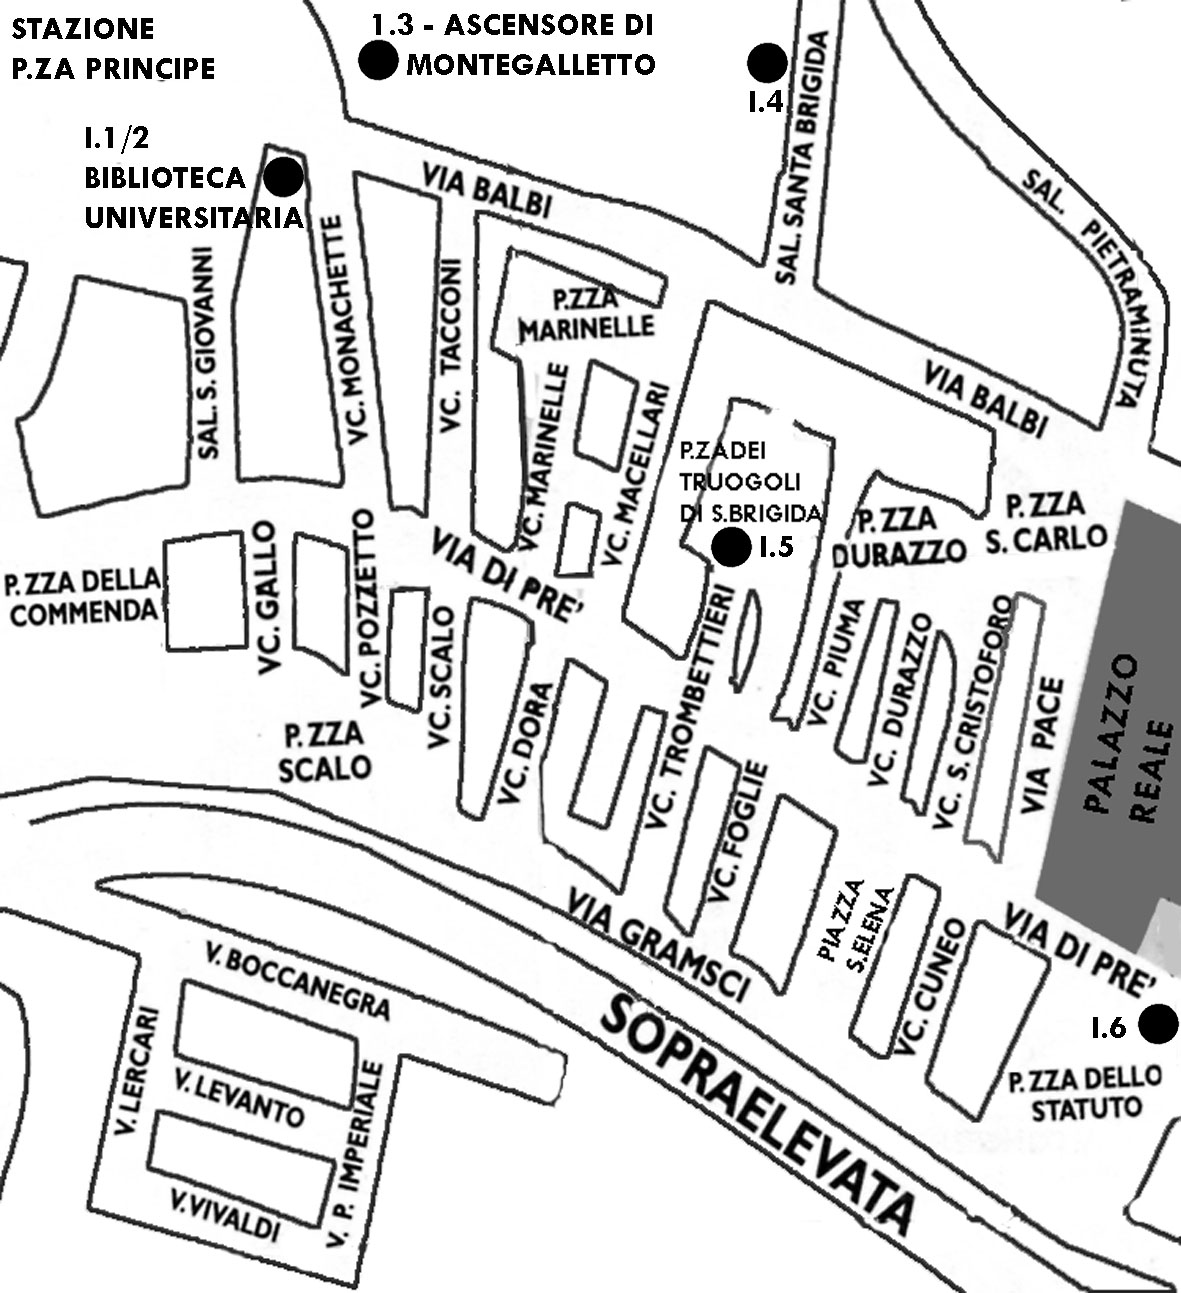 STAZIONE
P.ZA PRINCIPE
1.3 - ASCENSORE DI
MONTEGALLETTO
I.4
I.1/2
BIBLIOTECA
UNIVERSITARIA
VIA BALBI
SAL. SANTA BRIGIDA
SAL. PIETRAMINUTA
SAL. S. GIOVANNI
VC. MONACHETTE
VC. TACCCONI
P.ZZA
MARINELLE
VC. MARINELLE
VC. MACELLARI
VIA BALBI
P.ZADEI
TRUOGOLI
DI S.BRIGIDA
I.5
P.ZZA
DURAZZO
P.ZZA
S. CARLO
P.ZZA DELLA
COMMENDA
VC. GALLO
VC. POZZETTO
VIA DI PRE'
VC. SCALO
VC. DORA
VC. TROMBETTIERI
VC. PIUMA
VC. DURAZZO
VC. S. CRISTOFORO
VIA PACE
PALAZZO
REALE
P.ZZA
SCALO
VC. FOGLIE
VIA GRAMSCI
PIAZZA
S.ELENA
VC. CUNEO
VIA DI PRE'
I.6
P.ZZA DELLO
STATUTO
V. BOCCANEGRA
V. LERCARI
V. LEVANTO
V. P. IMPERIALE
V.VIVALDI
SOPRAELEVATA